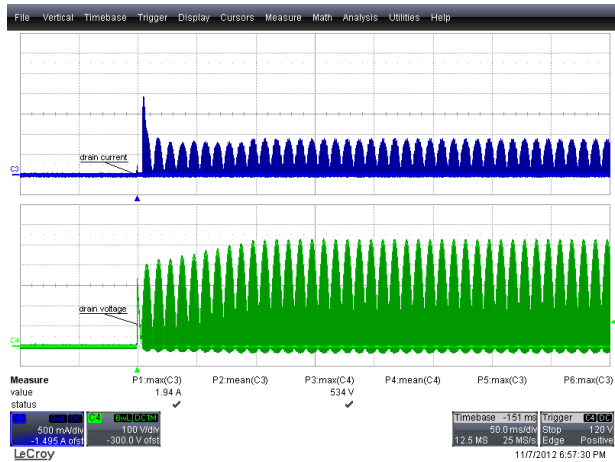 File Vertical Timebase Trigger Display Cursors Measure Math Analysis Utilities Help
drain current
C3
drain voltage
C4
Measure P1:max(C3) P2:mean(C3) P3:max(C4) P4:mean(C4) P5:max(C3) P6:max(C3)
value 1.94 A 534 V
status
C4 BwL DC1M
Timebase -151 ms Trigger C4 DC
500 mA/div 100 V/div 50.0 ms/div Stop 120 V
-1.495 A ofst -300.0 V ofst 12.5 MS 25 MS/s Edge Positive
LeCroy 11/7/2012 6:57:30 PM